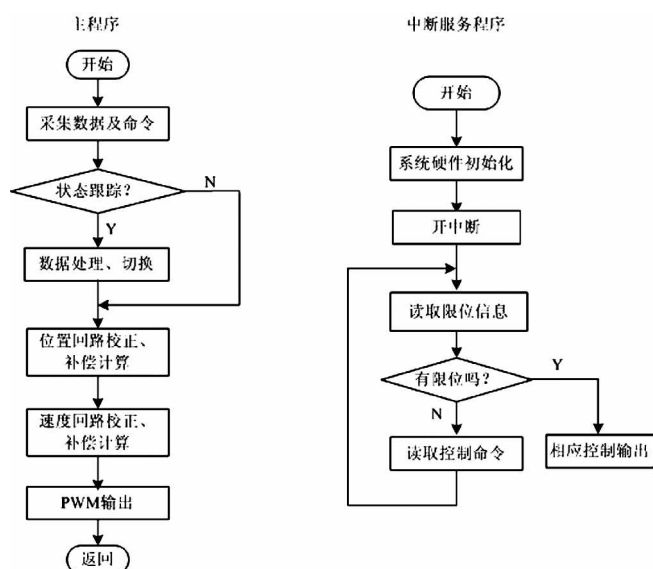 主程序
开始
采集数据及命令
状态跟踪?
N
Y
数据处理、切换
位置回路校正、
补偿计算
速度回路校正、
补偿计算
PWM输出
返回
中断服务程序
开始
系统硬件初始化
开中断
读取限位信息
有限位吗?
Y
N
读取控制命令
相应控制输出